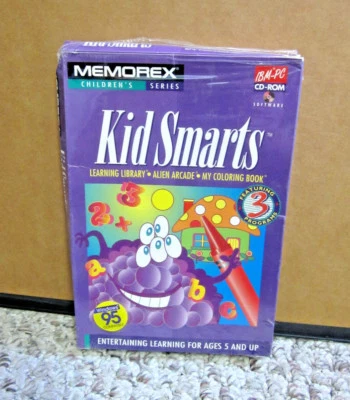 MEMOREX
CHILDREN'S SERIES
IBM-PC
CD-ROM
SOFTWARE
Kid Smarts™
LEARNING LIBRARY • ALIEN ARCADE • MY COLORING BOOK
FEATURING
3
PROGRAMS
3
2 ×
a
b
c
95
ENTERTAINING LEARNING FOR AGES 5 AND UP